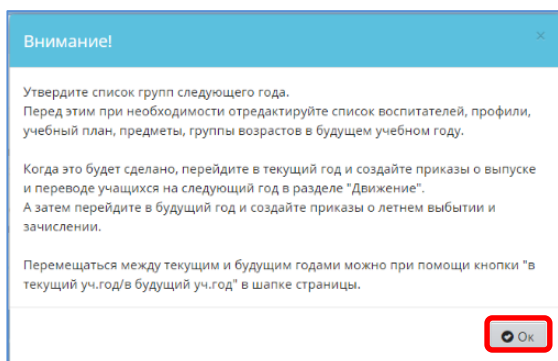 Внимание!
×
Утвердите список групп следующего года.
Перед этим при необходимости отредактируйте список воспитателей, профили,
учебный план, предметы, группы возрастов в будущем учебном году.
Когда это будет сделано, перейдите в текущий год и создайте приказы о выпуске
и переводе учащихся на следующий год в разделе "Движение".
А затем перейдите в будущий год и создайте приказы о летнем выбытии и
зачислении.
Перемещаться между текущим и будущим годами можно при помощи кнопки "в
текущий уч.год/в будущий уч.год" в шапке страницы.
Ок